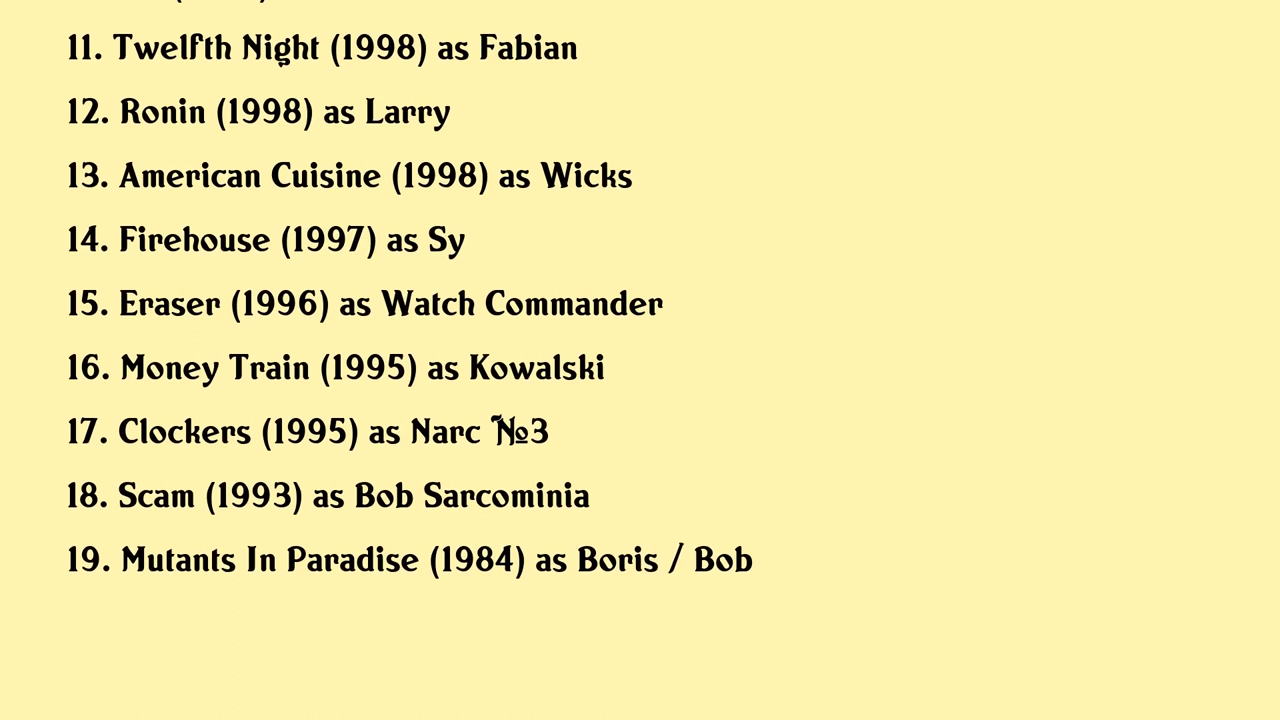 11. Twelfth Night (1998) as Fabian
12. Ronin (1998) as Larry
13. American Cuisine (1998) as Wicks
14. Firehouse (1997) as Sy
15. Eraser (1996) as Watch Commander
16. Money Train (1995) as Kowalski
17. Clockers (1995) as Narc №3
18. Scam (1993) as Bob Sarcominia
19. Mutants In Paradise (1984) as Boris / Bob